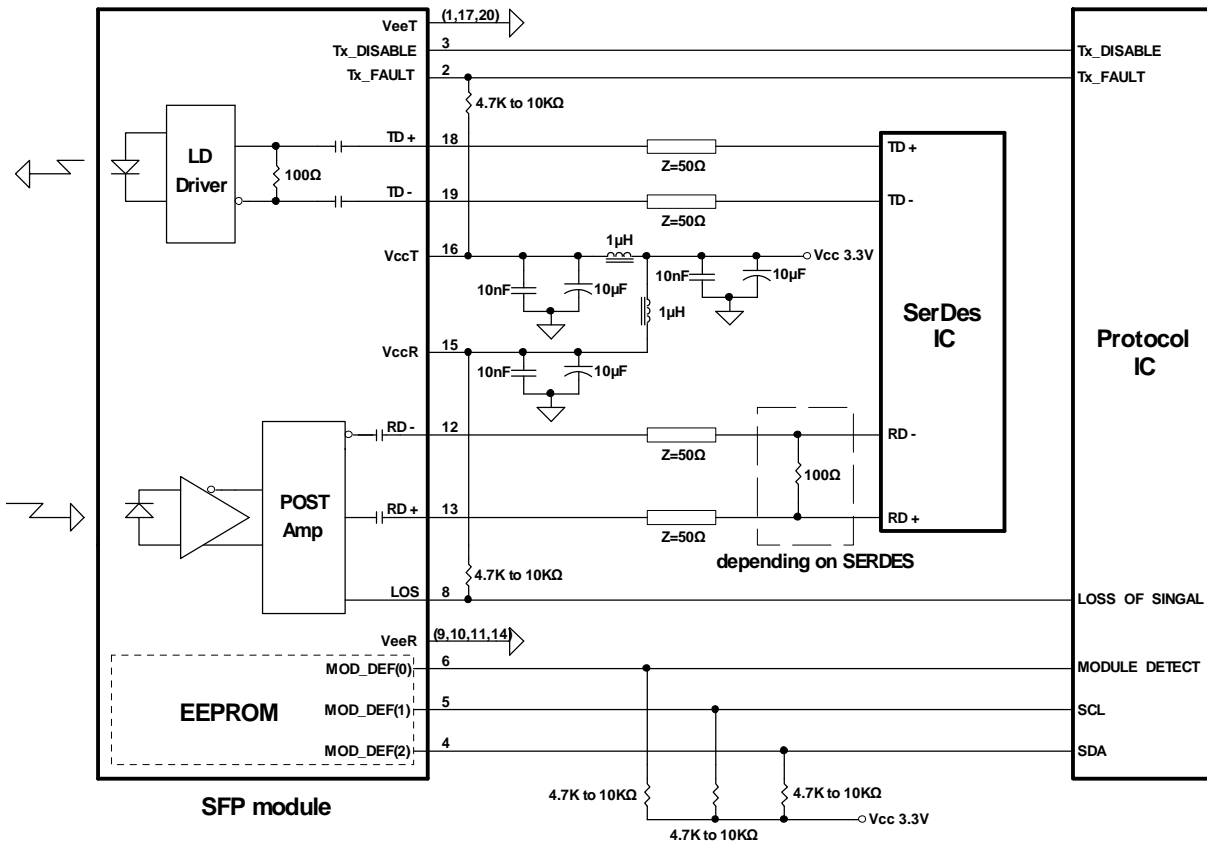 VeeT (1,17,20)
Tx_DISABLE 3 Tx_DISABLE
Tx_FAULT 2 Tx_FAULT
4.7K to 10KΩ
LD
Driver
100Ω
TD + 18 TD +
Z=50Ω
TD - 19 TD -
Z=50Ω
1µH
VccT 16 Vcc 3.3V
10nF 10µF 10nF 10µF
1µH
SerDes
IC
Protocol
IC
VccR 15
10nF 10µF
RD - 12 RD -
Z=50Ω
100Ω
POST
Amp
RD + 13 RD +
Z=50Ω
depending on SERDES
4.7K to 10KΩ
LOS 8 LOSS OF SINGAL
VeeR (9,10,11,14)
MOD_DEF(0) 6 MODULE DETECT
EEPROM MOD_DEF(1) 5 SCL
MOD_DEF(2) 4 SDA
SFP module
4.7K to 10KΩ 4.7K to 10KΩ
Vcc 3.3V
4.7K to 10KΩ